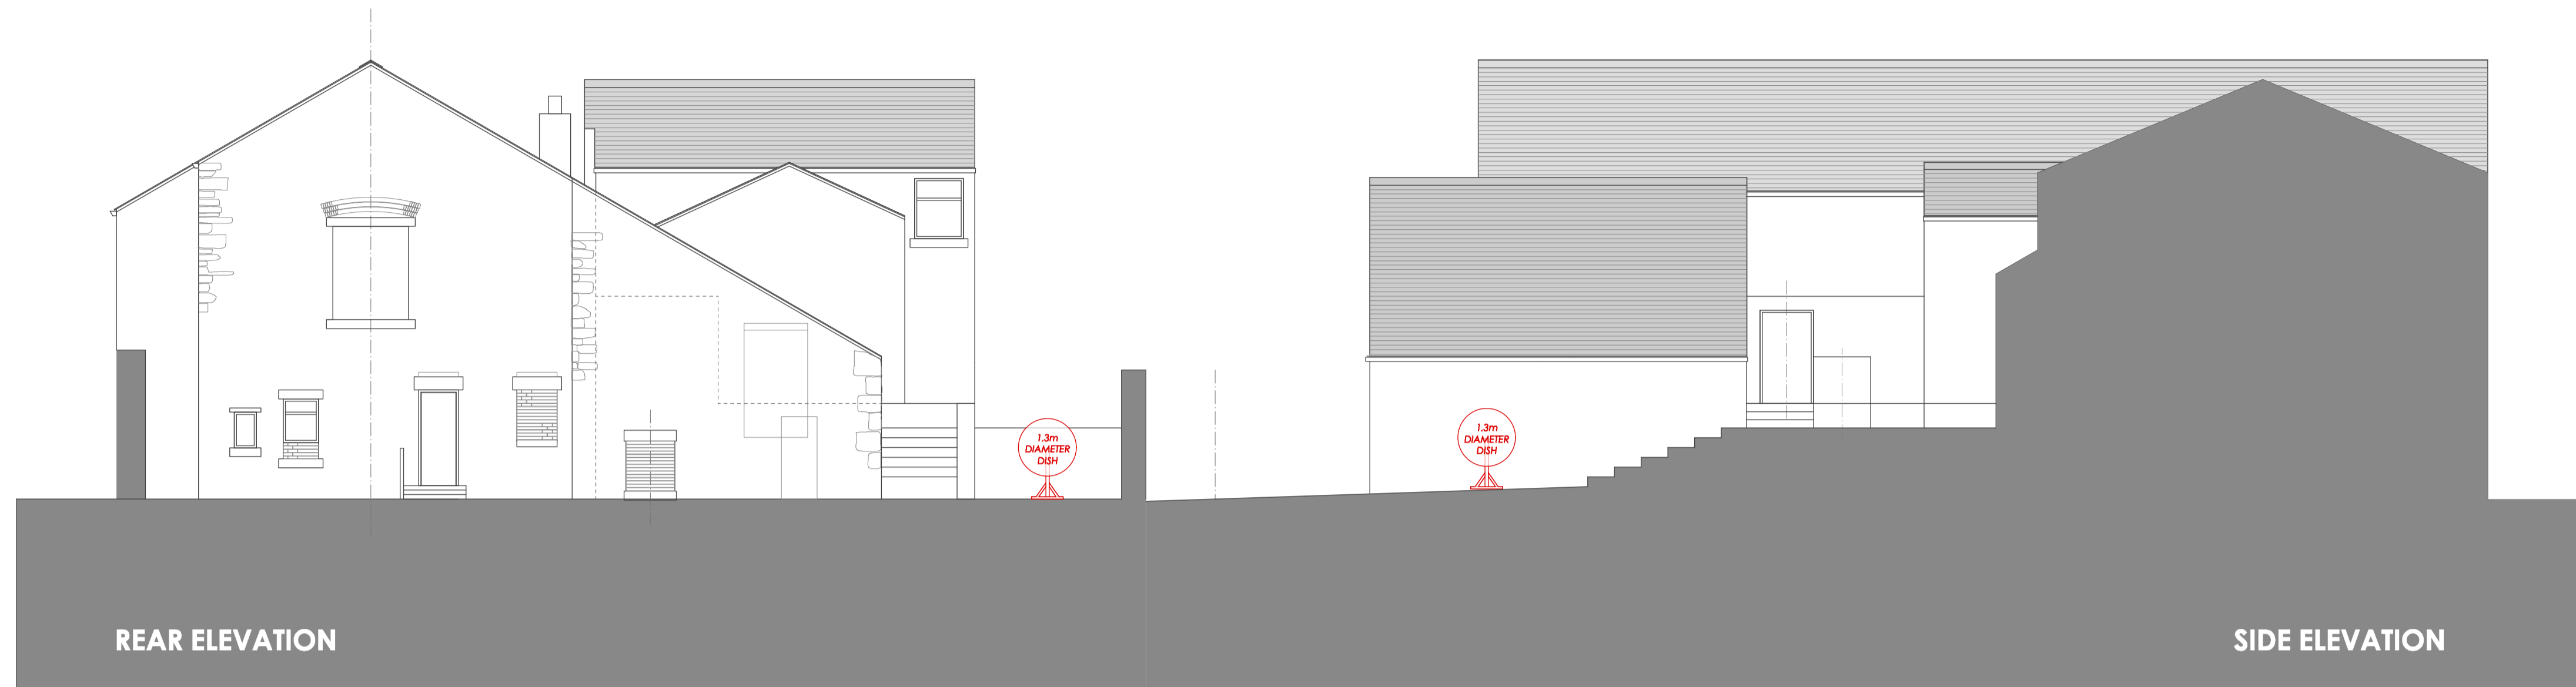 1.3m
DIAMETER
DISH
1.3m
DIAMETER
DISH
REAR ELEVATION
SIDE ELEVATION